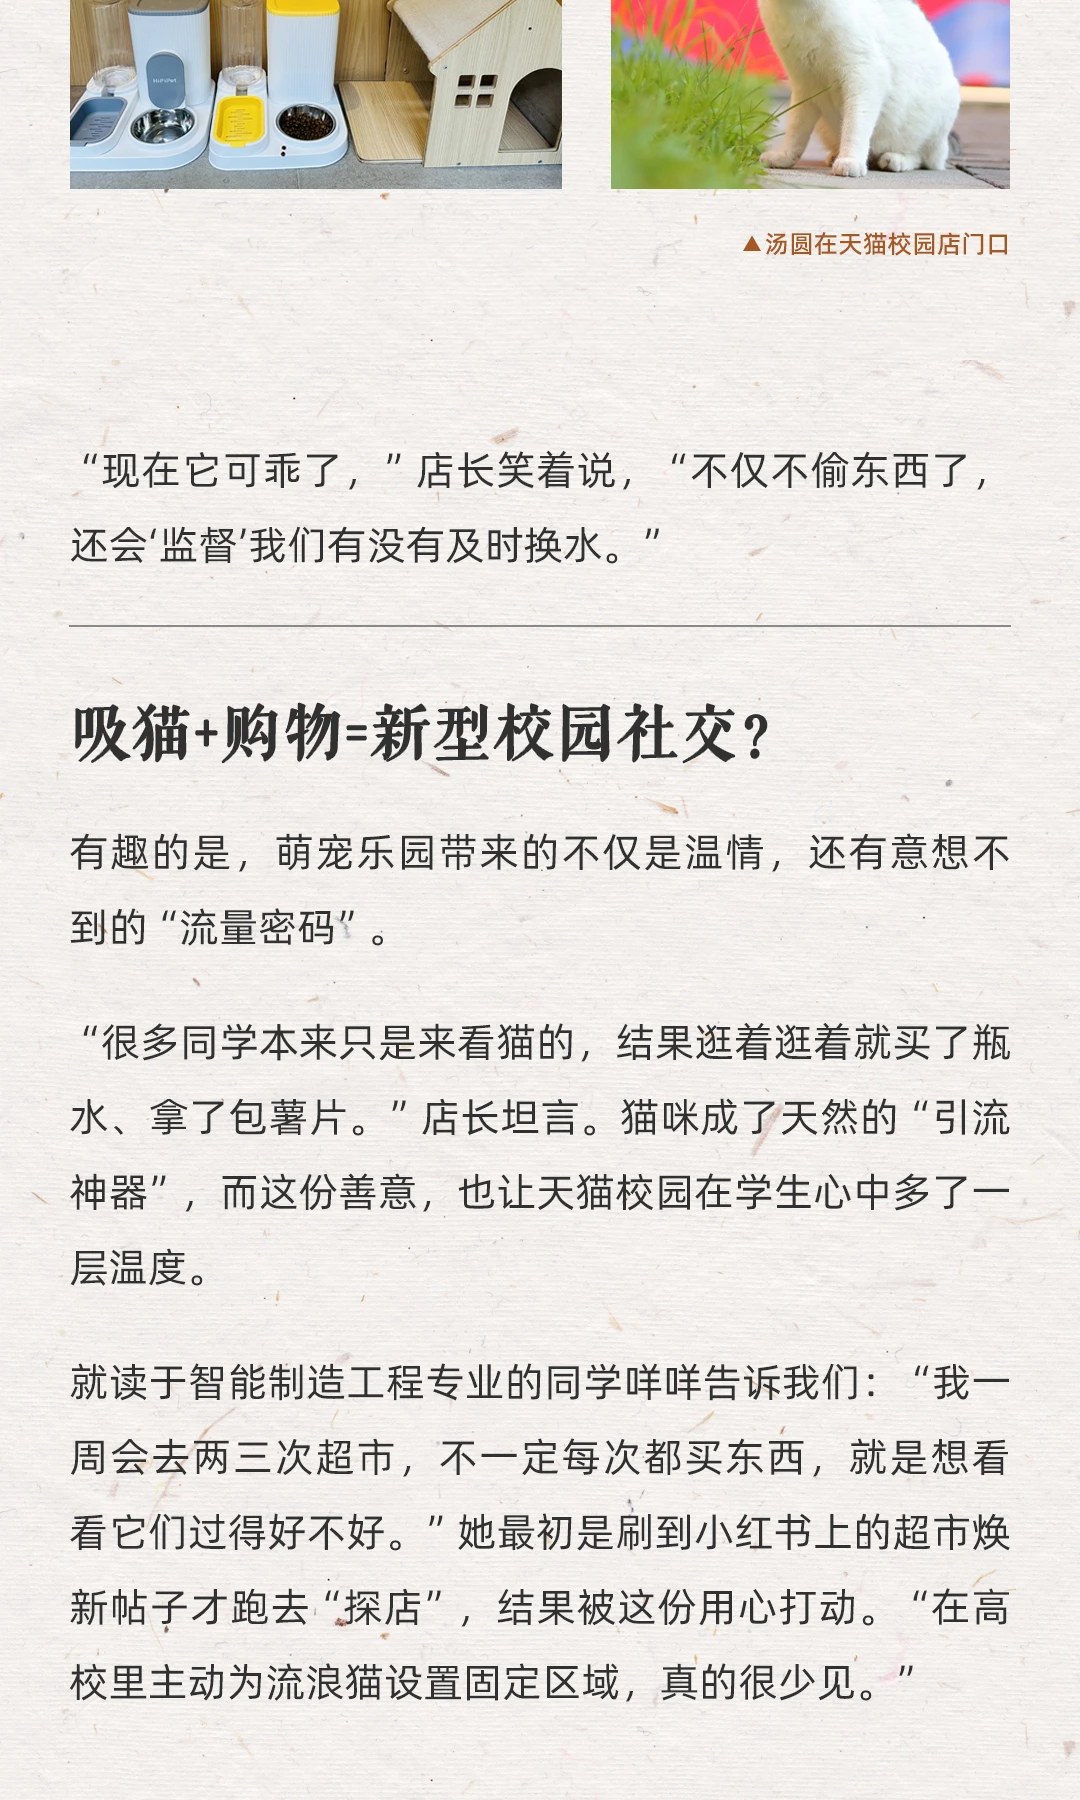 ▲汤圆在天猫校园店门口
“现在它可乖了，”店长笑着说，“不仅不偷东西了，
还会‘监督’我们有没有及时换水。”
吸猫+购物=新型校园社交?
有趣的是，萌宠乐园带来的不仅是温情，还有意想不
到的“流量密码”。
“很多同学本来只是来看猫的，结果逛着逛着就买了瓶
水、拿了包薯片。”店长坦言。猫咪成了天然的“引流
神器”，而这份善意，也让天猫校园在学生心中多了一
层温度。
就读于智能制造工程专业的同学咩咩告诉我们：“我一
周会去两三次超市，不一定每次都买东西，就是想看
看它们过得好不好。”她最初是刷到小红书上的超市焕
新帖子才跑去“探店”，结果被这份用心打动。“在高
校里主动为流浪猫设置固定区域，真的很少见。”